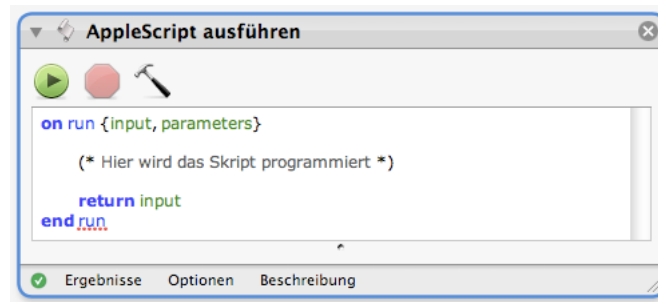 AppleScript ausführen
on run {input, parameters}
(* Hier wird das Skript programmiert *)
return input
end run
Ergebnisse Optionen Beschreibung